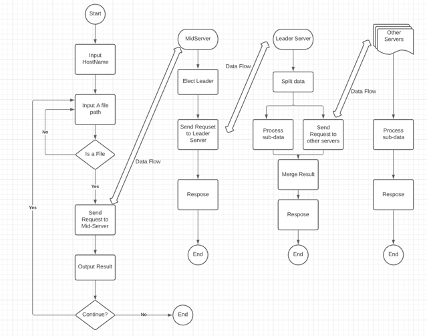 Start
Input
HostName
Input A file
path
No
Is a File
Yes
Yes
Send
Request to
Mid-Server
Output Result
Continue?
No
End
Data Flow
MidServer
Elect Leader
Send Request
to Leader
Server
Respose
End
Data Flow
Leader Server
Split data
Process
sub-data
Send
Request to
other servers
Merge Result
Respose
End
Data Flow
Other
Servers
Process
sub-data
Respose
End